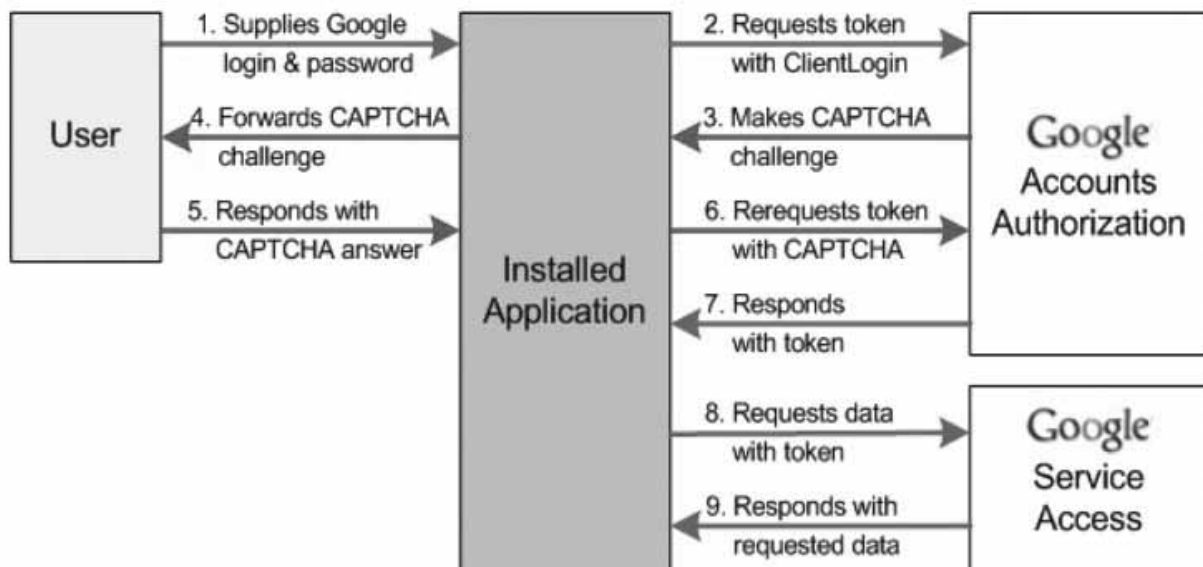 User
1. Supplies Google
login & password
4. Forwards CAPTCHA
challenge
5. Responds with
CAPTCHA answer
Installed
Application
2. Requests token
with ClientLogin
3. Makes CAPTCHA
challenge
6. Rerequests token
with CAPTCHA
7. Responds
with token
8. Requests data
with token
9. Responds with
requested data
Google
Accounts
Authorization
Google
Service
Access